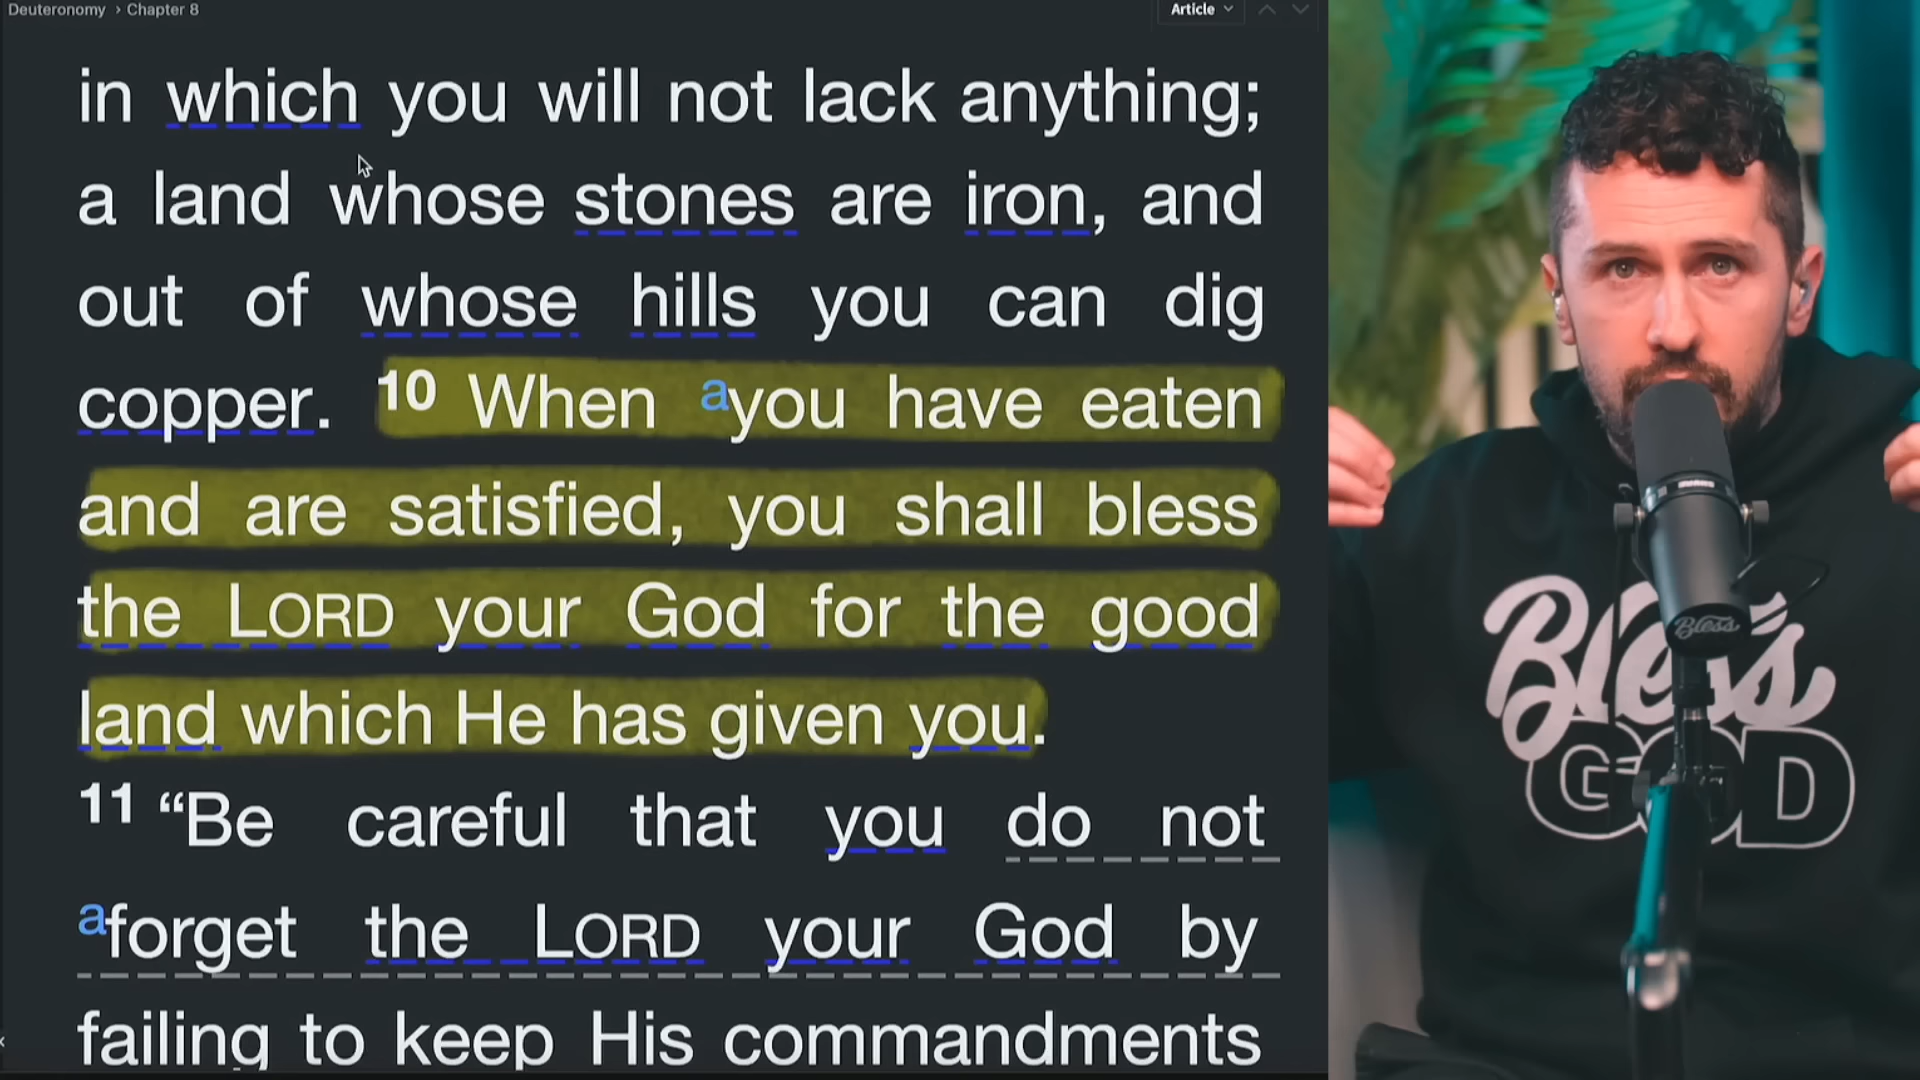 Deuteronomy › Chapter 8
Article
in which you will not lack anything;
a land whose stones are iron, and
out of whose hills you can dig
copper. 10 When ayou have eaten
and are satisfied, you shall bless
the LORD your God for the good
land which He has given you.
11 “Be careful that you do not
aforget the LORD your God by
failing to keep His commandments
Bless
Bless
GOD